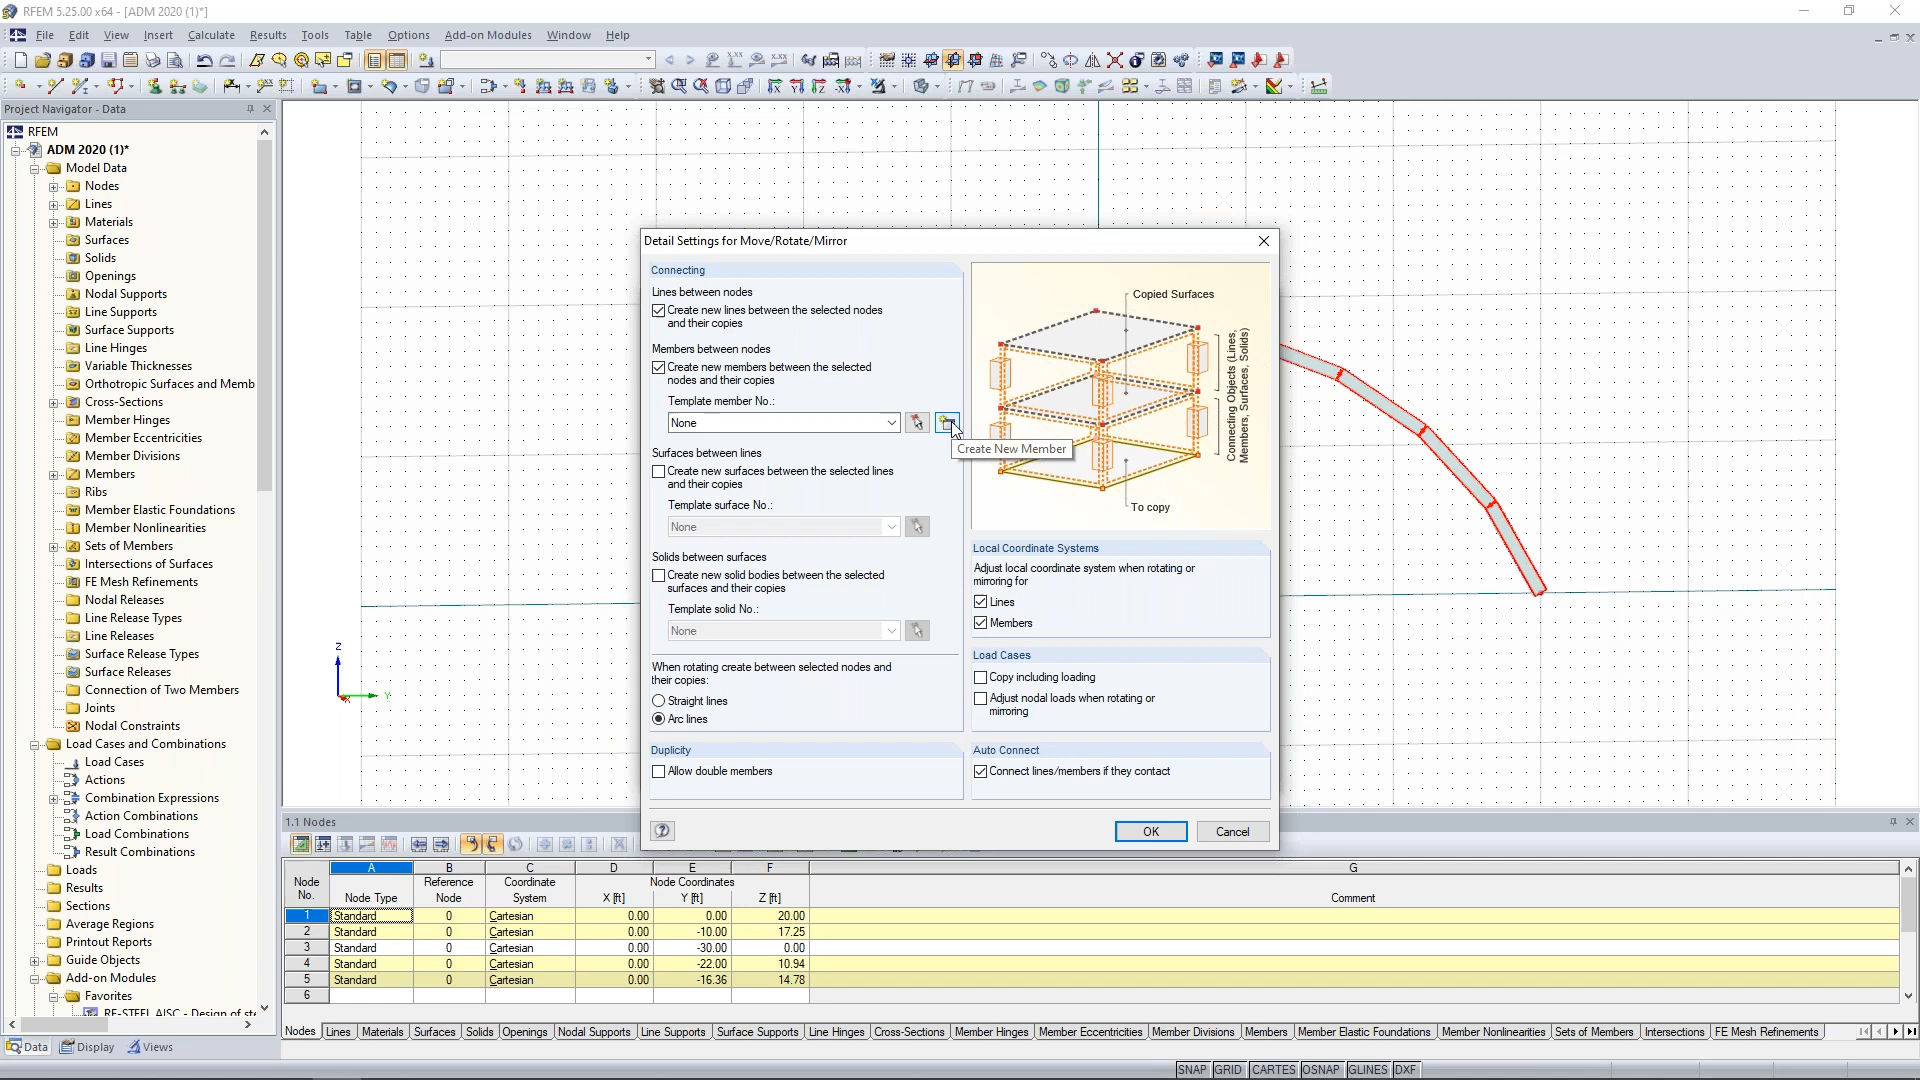 RFEM 5.25.00 x64 - [ADM 2020 (1)*]
File Edit View Insert Calculate Results Tools Table Options Add-on Modules Window Help
Project Navigator - Data
RFEM
ADM 2020 (1)*
Model Data
Nodes
Lines
Materials
Surfaces
Solids
Openings
Nodal Supports
Line Supports
Surface Supports
Line Hinges
Variable Thicknesses
Orthotropic Surfaces and Memb
Cross-Sections
Member Hinges
Member Eccentricities
Member Divisions
Members
Ribs
Member Elastic Foundations
Member Nonlinearities
Sets of Members
Intersections of Surfaces
FE Mesh Refinements
Nodal Releases
Line Release Types
Line Releases
Surface Release Types
Surface Releases
Connection of Two Members
Joints
Nodal Constraints
Load Cases and Combinations
Load Cases
Actions
Combination Expressions
Action Combinations
Load Combinations
Result Combinations
Loads
Results
Sections
Average Regions
Printout Reports
Guide Objects
Add-on Modules
Favorites
RF-STEEL AISC - Design of ste
Data Display Views
Z
Y
X
Detail Settings for Move/Rotate/Mirror
Connecting
Lines between nodes
Create new lines between the selected nodes
and their copies
Members between nodes
Create new members between the selected
nodes and their copies
Template member No.:
None
Create New Member
Surfaces between lines
Create new surfaces between the selected lines
and their copies
Template surface No.:
None
Solids between surfaces
Create new solid bodies between the selected
surfaces and their copies
Template solid No.:
None
When rotating create between selected nodes and
their copies:
Straight lines
Arc lines
Duplicity
Allow double members
Copied Surfaces
Connecting Objects (Lines,
Members, Surfaces, Solids)
To copy
Local Coordinate Systems
Adjust local coordinate system when rotating or
mirroring for
Lines
Members
Load Cases
Copy including loading
Adjust nodal loads when rotating or
mirroring
Auto Connect
Connect lines/members if they contact
OK Cancel
1.1 Nodes
A B C D E F G
Node Reference Coordinate Node Coordinates
No. Node Type Node System X [ft] Y [ft] Z [ft] Comment
1 Standard 0 Cartesian 0.00 0.00 20.00
2 Standard 0 Cartesian 0.00 -10.00 17.25
3 Standard 0 Cartesian 0.00 -30.00 0.00
4 Standard 0 Cartesian 0.00 -22.00 10.94
5 Standard 0 Cartesian 0.00 -16.36 14.78
6
Nodes Lines Materials Surfaces Solids Openings Nodal Supports Line Supports Surface Supports Line Hinges Cross-Sections Member Hinges Member Eccentricities Member Divisions Members Member Elastic Foundations Member Nonlinearities Sets of Members Intersections FE Mesh Refinements
SNAP GRID CARTES OSNAP GLINES DXF